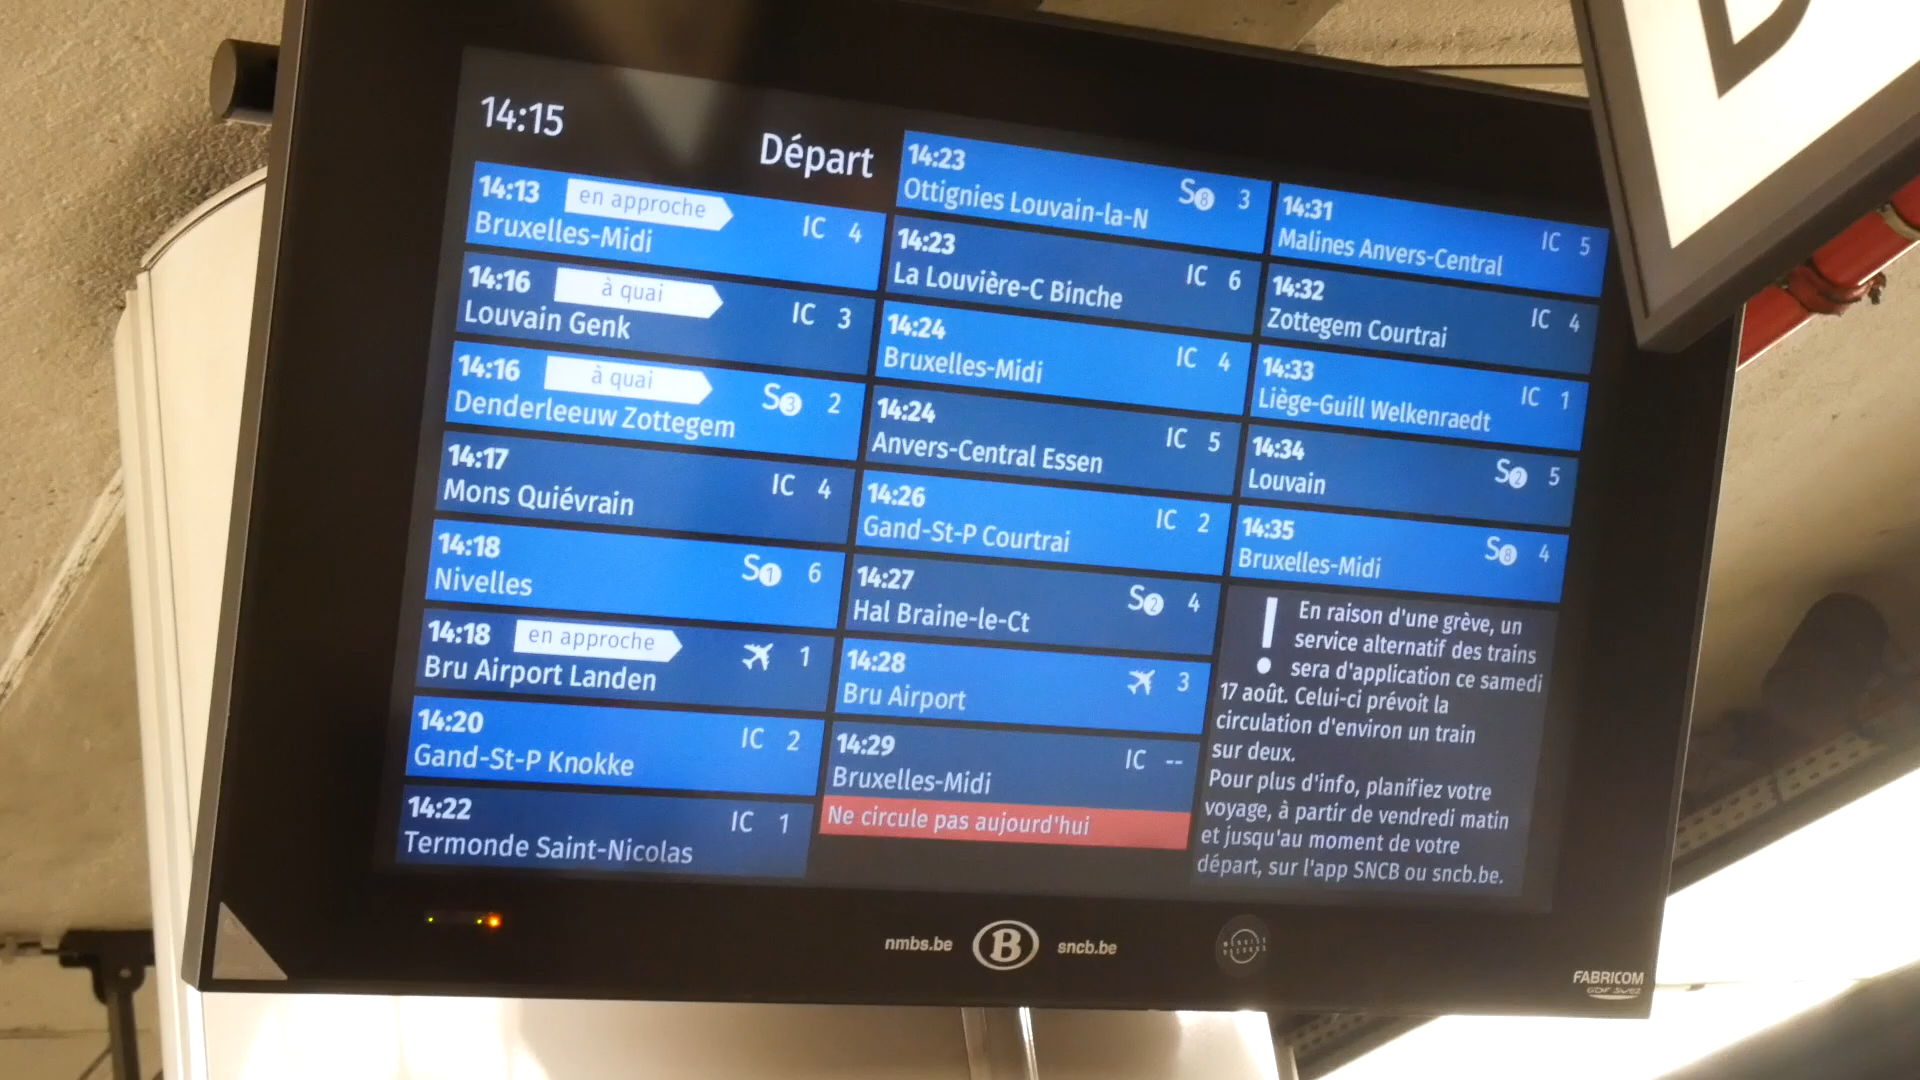 14:15
Départ
14:13 en approche
Bruxelles-Midi IC 4
14:16 à quai
Louvain Genk IC 3
14:16 à quai
Denderleeuw Zottegem S3 2
14:17
Mons Quiévrain IC 4
14:18
Nivelles S1 6
14:18 en approche
Bru Airport Landen 1
14:20
Gand-St-P Knokke IC 2
14:22
Termonde Saint-Nicolas IC 1
14:23
Ottignies Louvain-la-N S8 3
14:23
La Louvière-C Binche IC 6
14:24
Bruxelles-Midi IC 4
14:24
Anvers-Central Essen IC 5
14:26
Gand-St-P Courtrai IC 2
14:27
Hal Braine-le-Ct S2 4
14:28
Bru Airport 3
14:29
Bruxelles-Midi IC --
Ne circule pas aujourd'hui
14:31
Malines Anvers-Central IC 5
14:32
Zottegem Courtrai IC 4
14:33
Liège-Guill Welkenraedt IC 1
14:34
Louvain S2 5
14:35
Bruxelles-Midi S8 4
! En raison d'une grève, un
service alternatif des trains
sera d'application ce samedi
17 août. Celui-ci prévoit la
circulation d'environ un train
sur deux.
Pour plus d'info, planifiez votre
voyage, à partir de vendredi matin
et jusqu'au moment de votre
départ, sur l'app SNCB ou sncb.be.
nmbs.be B sncb.be
FABRICOM
GDF SUEZ